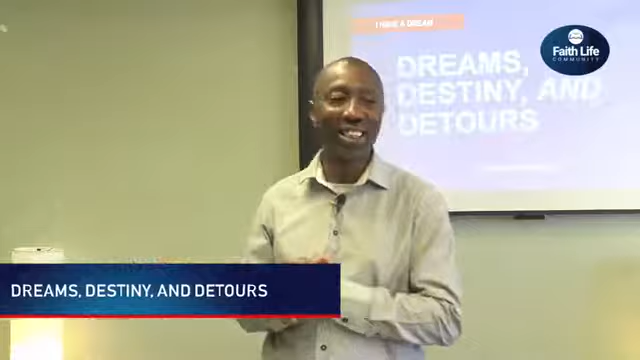 I HAVE A DREAM
DREAMS,
DESTINY, AND
DETOURS
Faith Life
COMMUNITY
DREAMS, DESTINY, AND DETOURS